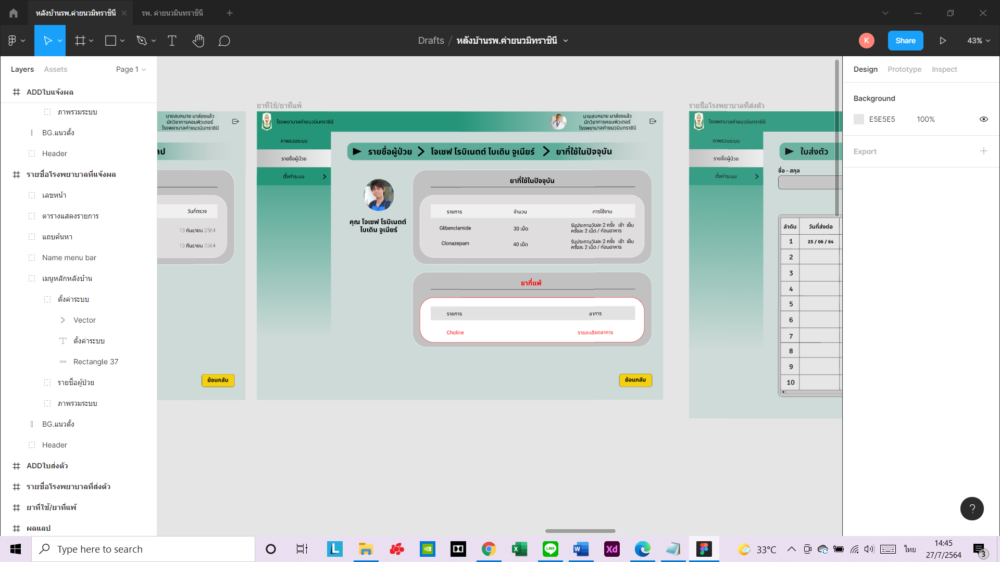 หลังบ้านรพ.ค่ายนวมิทราชินี
รพ. ค่ายนวมินทราชินี
Drafts / หลังบ้านรพ.ค่ายนวมิทราชินี
K
Share
43%
Layers
Assets
Page 1
ADDใบแจ้งผล
ภาพรวมระบบ
BG.แนวตั้ง
Header
รายชื่อโรงพยาบาลที่แจ้งผล
เลขหน้า
ตารางแสดงรายการ
แถบค้นหา
Name menu bar
เมนูหลักหลังบ้าน
ตั้งค่าระบบ
Vector
ตั้งค่าระบบ
Rectangle 37
รายชื่อผู้ป่วย
ภาพรวมระบบ
BG.แนวตั้ง
Header
ADDใบส่งตัว
รายชื่อโรงพยาบาลที่ส่งตัว
ยาที่ใช้/ยาที่แพ้
ผลแลป
นายสมหมาย มาส่องแล้ว
นักวิชาการคอมพิวเตอร์
โรงพยาบาลค่ายนวมินทราชินี
ลป
วันที่ตรวจ
13 กันยายน 2564
13 กันยายน 2564
ย้อนกลับ
ยาที่ใช้/ยาที่แพ้
โรงพยาบาลค่ายนวมินทราชินี
นายสมหมาย มาส่องแล้ว
นักวิชาการคอมพิวเตอร์
โรงพยาบาลค่ายนวมินทราชินี
ภาพรวมระบบ
รายชื่อผู้ป่วย
ตั้งค่าระบบ
รายชื่อผู้ป่วย
โจเซฟ โรบิเนตต์ ไบเดิน จูเนียร์
ยาที่ใช้ในปัจจุบัน
คุณ โจเซฟ โรบิเนตต์
ไบเดิน จูเนียร์
ยาที่ใช้ในปัจจุบัน
รายการ
จำนวน
การใช้งาน
Glibenclamide
30 เม็ด
รับประทานวันละ 2 ครั้ง เช้า เย็น
ครั้งละ 2 เม็ด / ก่อนอาหาร
Clonazepam
40 เม็ด
รับประทานวันละ 2 ครั้ง เช้า เย็น
ครั้งละ 2 เม็ด / ก่อนอาหาร
ยาที่แพ้
รายการ
อาการ
Choline
รายละเอียดอาการ
ย้อนกลับ
รายชื่อโรงพยาบาลที่ส่งตัว
โรงพยาบาลค่ายนวมินทราชินี
ภาพรวมระบบ
รายชื่อผู้ป่วย
ตั้งค่าระบบ
ใบส่งตัว
ชื่อ - สกุล
ลำดับ
วันที่ส่งต่อ
1
25 / 06 / 64
2
3
4
5
6
7
8
9
10
Design
Prototype
Inspect
Background
E5E5E5
100%
Export
?
Type here to search
33°C
ไทย
14:45
27/7/2564
3